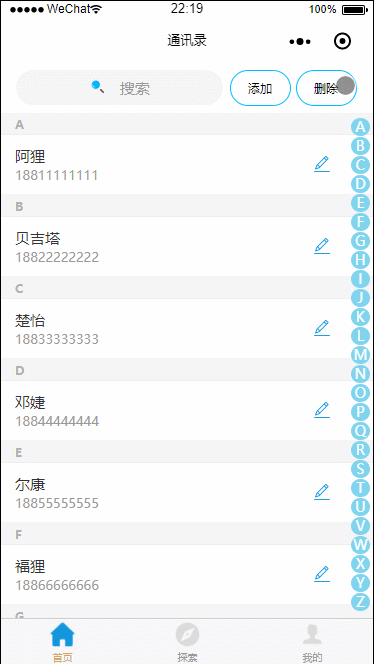 ●●●●● WeChat 22:19 100%
通讯录
搜索 添加 删除
A
阿狸
18811111111
B
贝吉塔
18822222222
C
楚怡
18833333333
D
邓婕
18844444444
E
尔康
18855555555
F
福狸
18866666666
G
A
B
C
D
E
F
G
H
I
J
K
L
M
N
O
P
Q
R
S
T
U
V
W
X
Y
Z
首页 探索 我的